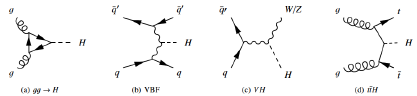 g
g
H
(a) gg → H
q̄'
q̄'
H
q
q
(b) VBF
q̄'
W/Z
q
H
(c) VH
g
t
H
g
t̄
(d) tt̄H